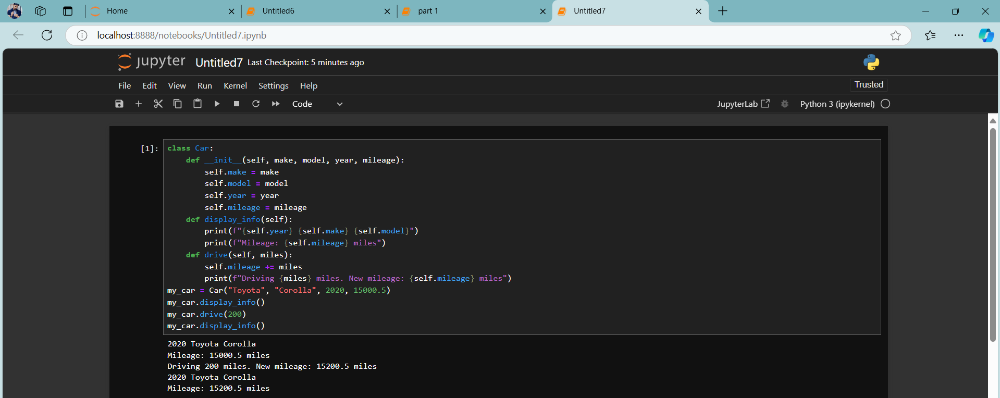 Home
Untitled6
part 1
Untitled7
localhost:8888/notebooks/Untitled7.ipynb
jupyter Untitled7 Last Checkpoint: 5 minutes ago
File Edit View Run Kernel Settings Help
Trusted
Code
JupyterLab
Python 3 (ipykernel)
[1]:
class Car:
    def __init__(self, make, model, year, mileage):
        self.make = make
        self.model = model
        self.year = year
        self.mileage = mileage
    def display_info(self):
        print(f"{self.year} {self.make} {self.model}")
        print(f"Mileage: {self.mileage} miles")
    def drive(self, miles):
        self.mileage += miles
        print(f"Driving {miles} miles. New mileage: {self.mileage} miles")
my_car = Car("Toyota", "Corolla", 2020, 15000.5)
my_car.display_info()
my_car.drive(200)
my_car.display_info()
2020 Toyota Corolla
Mileage: 15000.5 miles
Driving 200 miles. New mileage: 15200.5 miles
2020 Toyota Corolla
Mileage: 15200.5 miles